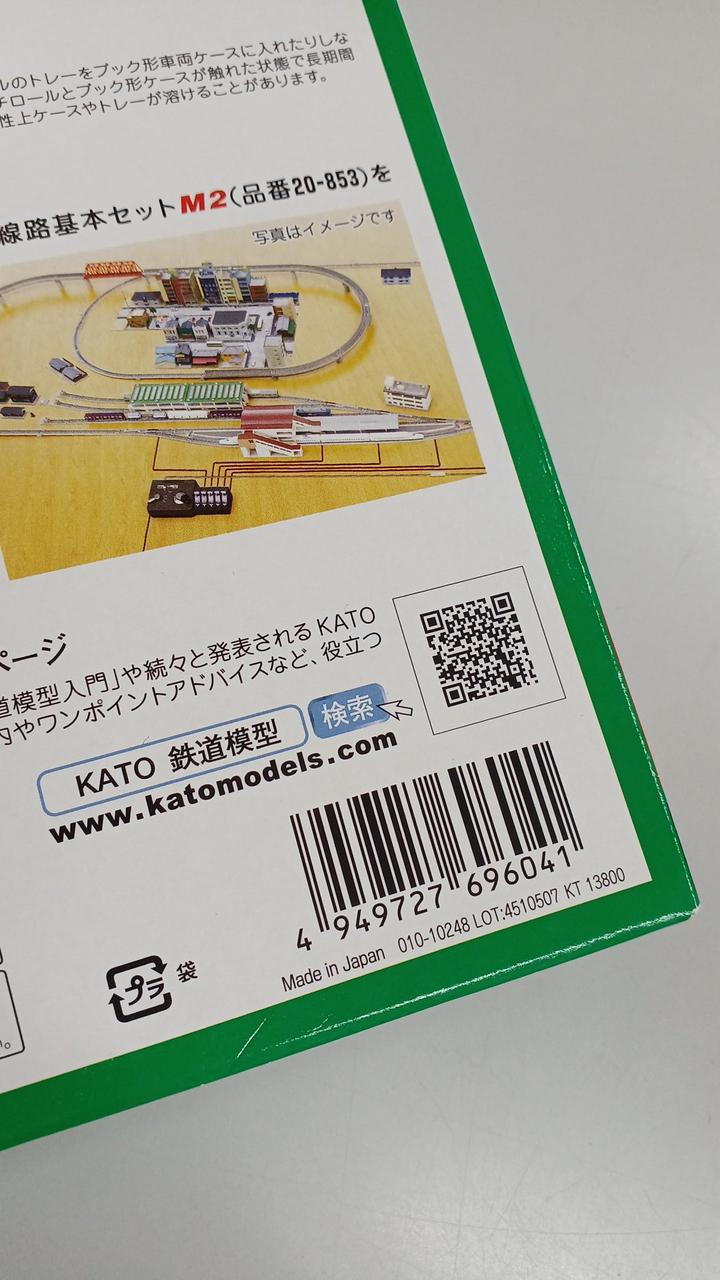 ルのトレーをブック形車両ケースに入れたりしな
チロールとブック形ケースが触れた状態で長期間
性上ケースやトレーが溶けることがあります。
線路基本セットM2(品番20-853)を
写真はイメージです
ページ
道模型入門」や続々と発表される KATO
内やワンポイントアドバイスなど、役立つ
KATO 鉄道模型 検索
www.katomodels.com
4 949727 696041
Made in Japan 010-10248 LOT:4510507 KT 13800
プラ 袋